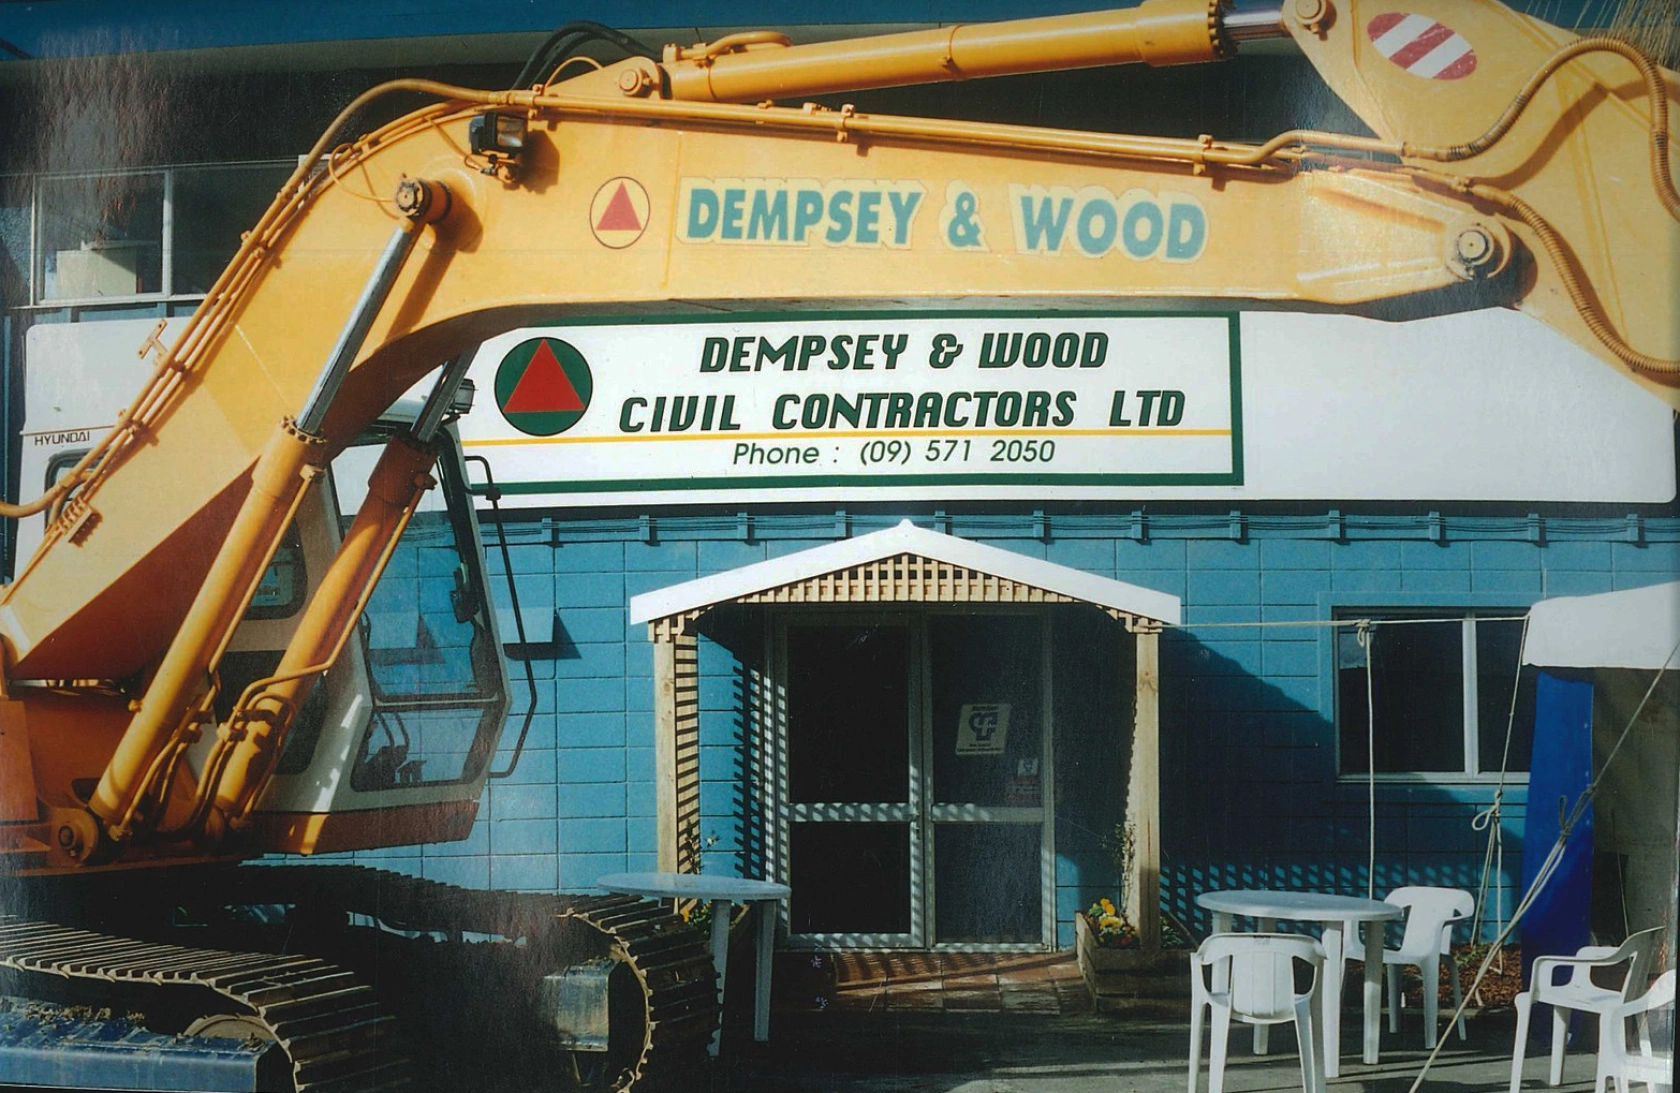 DEMPSEY & WOOD
DEMPSEY & WOOD
CIVIL CONTRACTORS LTD
Phone : (09) 571 2050
HYUNDAI